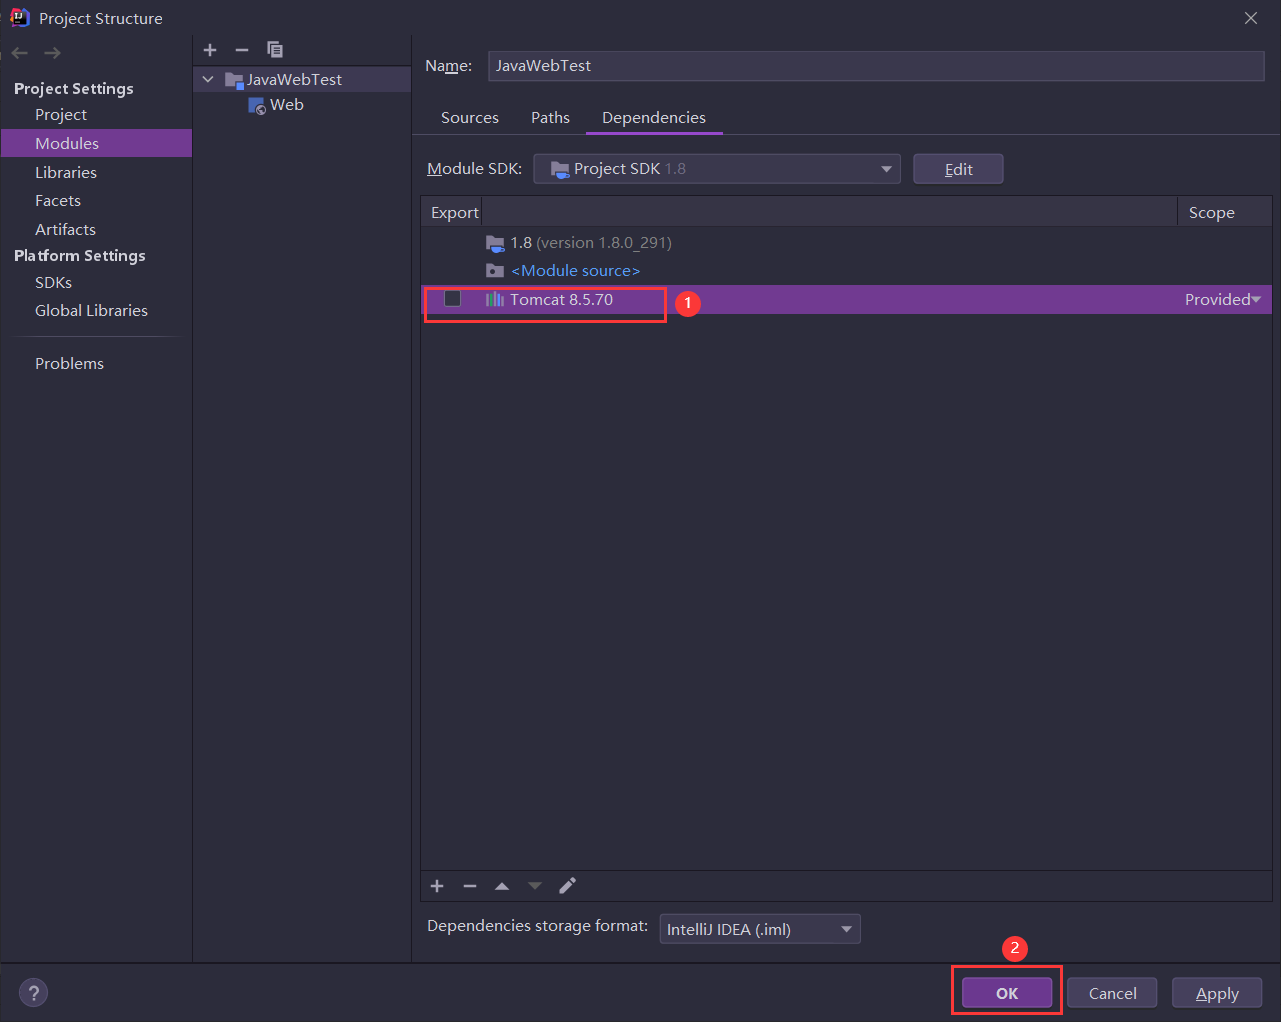 Project Structure
Project Settings
Project
Modules
Libraries
Facets
Artifacts
Platform Settings
SDKs
Global Libraries
Problems
JavaWebTest
Web
Name: JavaWebTest
Sources Paths Dependencies
Module SDK: Project SDK 1.8 Edit
Export Scope
1.8 (version 1.8.0_291)
<Module source>
Tomcat 8.5.70 1 Provided
Dependencies storage format: IntelliJ IDEA (.iml)
2
? OK Cancel Apply